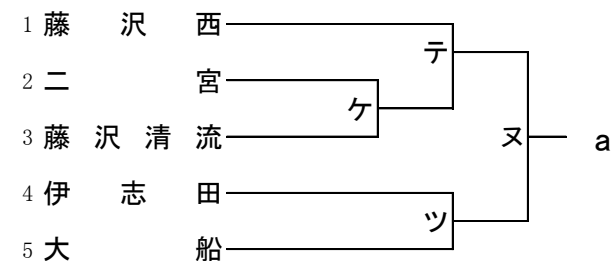 1 藤沢西
テ
2 二宮
ケ
3 藤沢清流
ヌ a
4 伊志田
ツ
5 大船